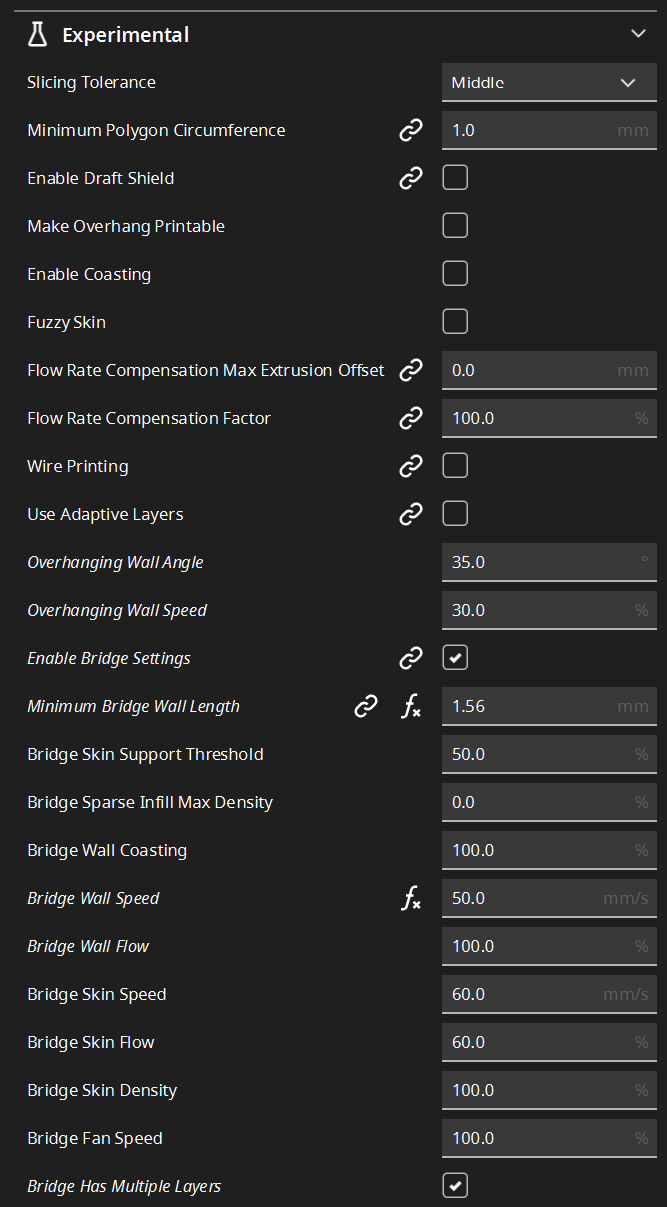 Experimental
Slicing Tolerance Middle
Minimum Polygon Circumference 1.0 mm
Enable Draft Shield
Make Overhang Printable
Enable Coasting
Fuzzy Skin
Flow Rate Compensation Max Extrusion Offset 0.0 mm
Flow Rate Compensation Factor 100.0 %
Wire Printing
Use Adaptive Layers
Overhanging Wall Angle 35.0 °
Overhanging Wall Speed 30.0 %
Enable Bridge Settings
Minimum Bridge Wall Length fx 1.56 mm
Bridge Skin Support Threshold 50.0 %
Bridge Sparse Infill Max Density 0.0 %
Bridge Wall Coasting 100.0 %
Bridge Wall Speed fx 50.0 mm/s
Bridge Wall Flow 100.0 %
Bridge Skin Speed 60.0 mm/s
Bridge Skin Flow 60.0 %
Bridge Skin Density 100.0 %
Bridge Fan Speed 100.0 %
Bridge Has Multiple Layers